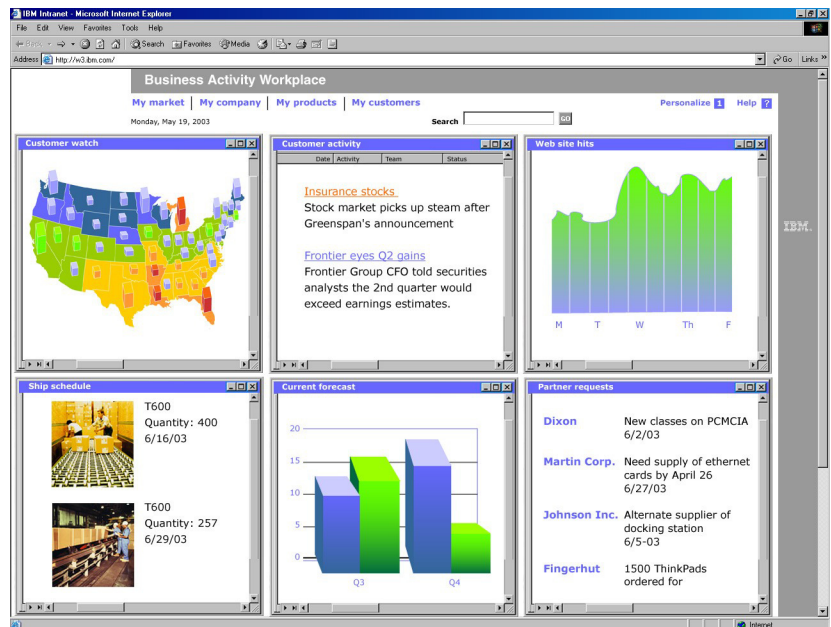 IBM Intranet - Microsoft Internet Explorer
File Edit View Favorites Tools Help
Back Search Favorites Media
Address http://w3.ibm.com/ Go Links »
Business Activity Workplace
My market | My company | My products | My customers Personalize 1 Help ?
Monday, May 19, 2003 Search GO
Customer watch
Customer activity
Date Activity Team Status
Insurance stocks
Stock market picks up steam after
Greenspan's announcement
Frontier eyes Q2 gains
Frontier Group CFO told securities
analysts the 2nd quarter would
exceed earnings estimates.
Web site hits
M T W Th F
IBM.
Ship schedule
T600
Quantity: 400
6/16/03
T600
Quantity: 257
6/29/03
Current forecast
20
15
10
5
0
Q3 Q4
Partner requests
Dixon New classes on PCMCIA
6/2/03
Martin Corp. Need supply of ethernet
cards by April 26
6/27/03
Johnson Inc. Alternate supplier of
docking station
6/5-03
Fingerhut 1500 ThinkPads
ordered for
Internet